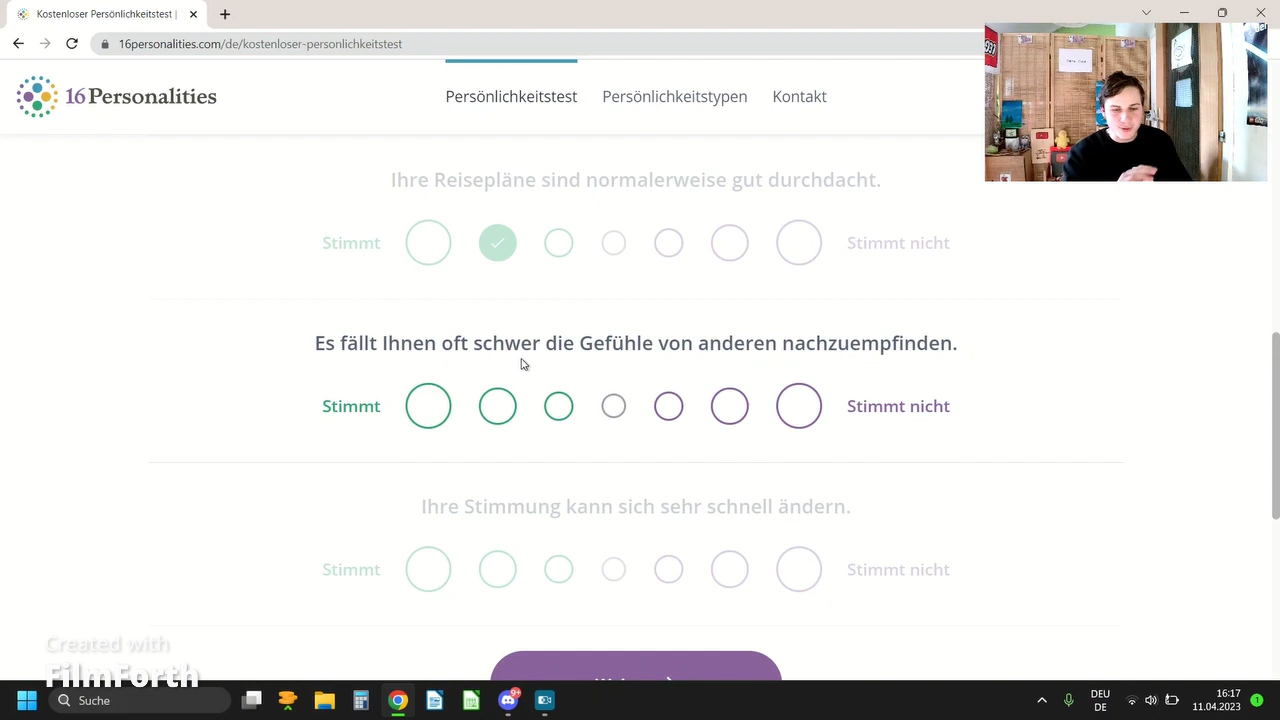 Kostenloser Persönlichkeitstest |
16personalities.com/de/kostenloser-personlichkeitstest
16Personalities
Persönlichkeitstest
Persönlichkeitstypen
Kontakt
Ihre Reisepläne sind normalerweise gut durchdacht.
Stimmt
Stimmt nicht
Es fällt Ihnen oft schwer die Gefühle von anderen nachzuempfinden.
Stimmt
Stimmt nicht
Ihre Stimmung kann sich sehr schnell ändern.
Stimmt
Stimmt nicht
Created with
FilmForth
Suche
9+
DEU
DE
16:17
11.04.2023
1